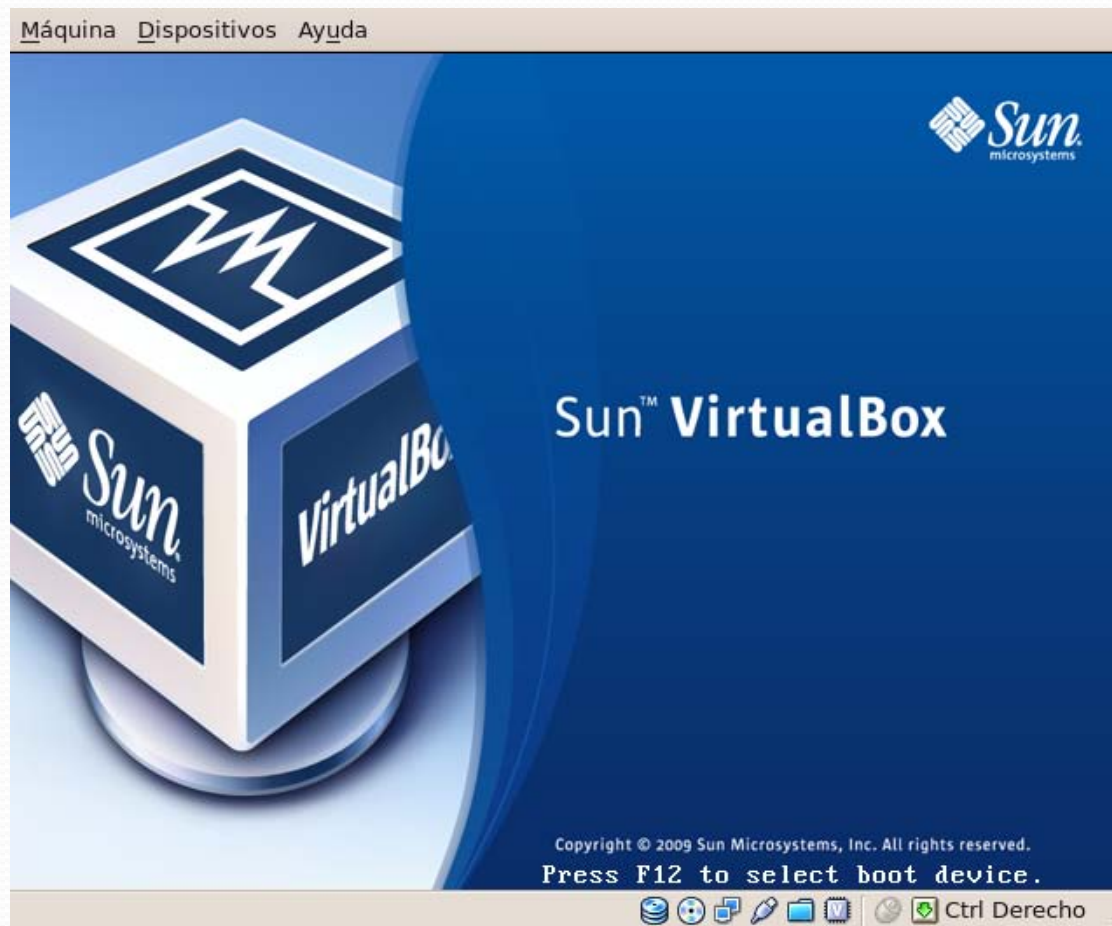 Máquina Dispositivos Ayuda
Sun
microsystems
Sun
microsystems
VirtualBo
Sun™ VirtualBox
Copyright © 2009 Sun Microsystems, Inc. All rights reserved.
Press F12 to select boot device.
V
Ctrl Derecho